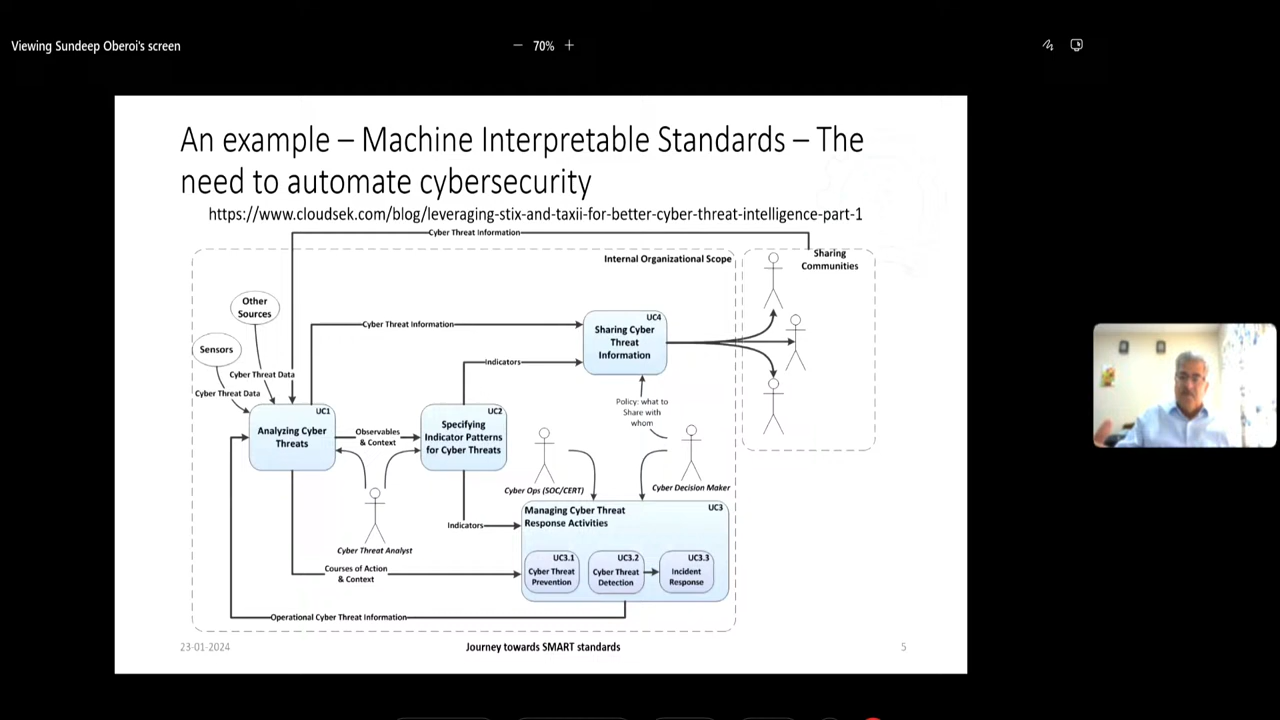 Viewing Sundeep Oberoi's screen
70%
An example – Machine Interpretable Standards – The
need to automate cybersecurity
https://www.cloudsek.com/blog/leveraging-stix-and-taxii-for-better-cyber-threat-intelligence-part-1
Cyber Threat Information
Internal Organizational Scope
Sharing
Communities
Other
Sources
Sensors
Cyber Threat Data
Cyber Threat Data
Cyber Threat Information
UC4
Sharing Cyber
Threat
Information
Indicators
Policy: what to
Share with
whom
UC1
Analyzing Cyber
Threats
Observables
& Context
UC2
Specifying
Indicator Patterns
for Cyber Threats
Cyber Ops (SOC/CERT)
Cyber Decision Maker
Cyber Threat Analyst
Indicators
Managing Cyber Threat
Response Activities
UC3
UC3.1
Cyber Threat
Prevention
UC3.2
Cyber Threat
Detection
UC3.3
Incident
Response
Courses of Action
& Context
Operational Cyber Threat Information
23-01-2024
Journey towards SMART standards
5